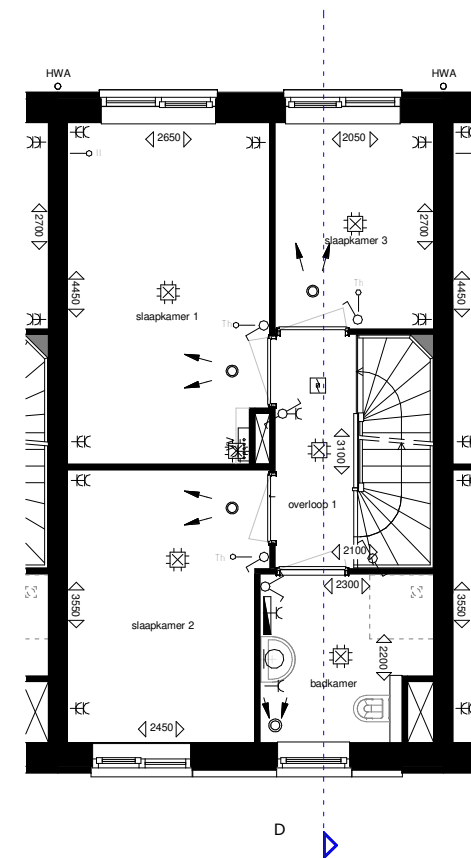 HWA
HWA
2650
2050
2700
2700
slaapkamer 3
4450
4450
slaapkamer 1
Th
Th
3100
overloop 1
2100
Th
2300
3550
3550
slaapkamer 2
2200
badkamer
2450
D